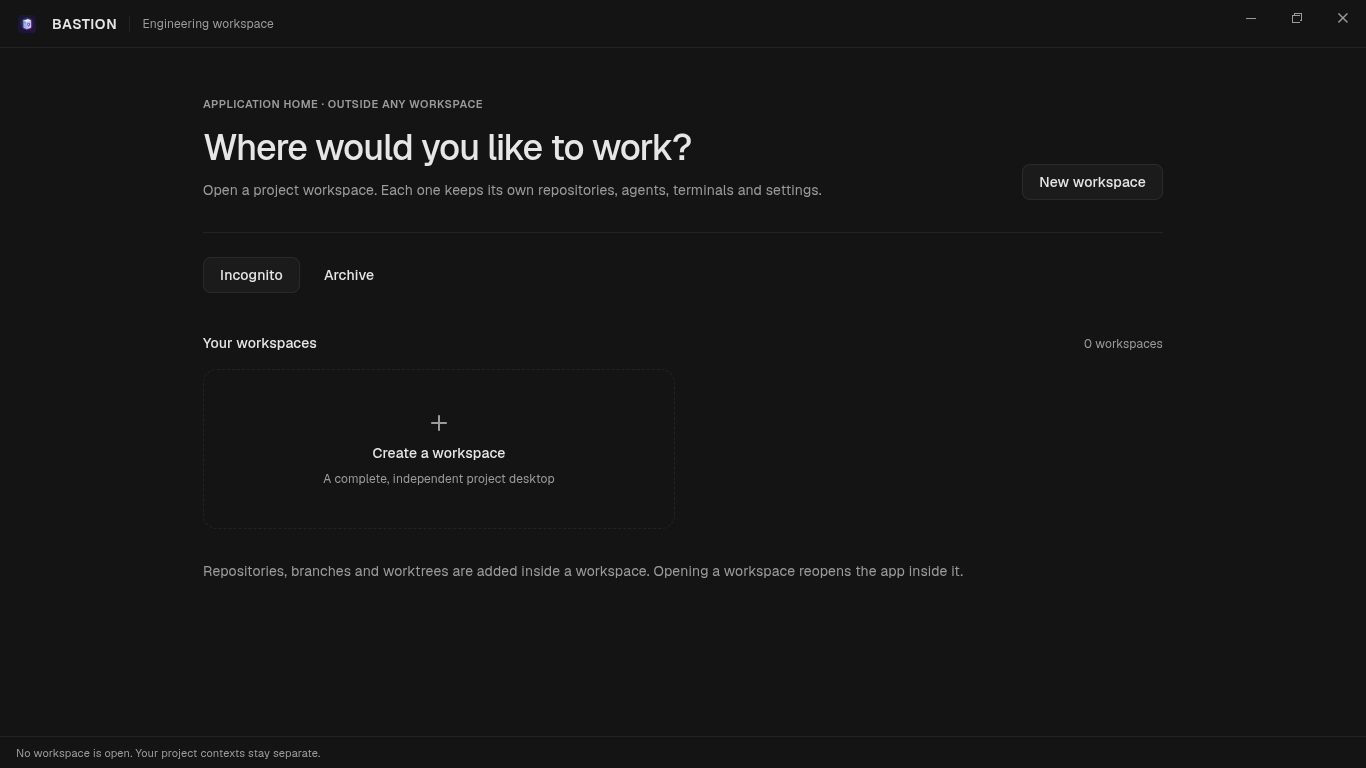 BASTION
Engineering workspace
APPLICATION HOME · OUTSIDE ANY WORKSPACE
Where would you like to work?
Open a project workspace. Each one keeps its own repositories, agents, terminals and settings.
New workspace
Incognito
Archive
Your workspaces
0 workspaces
Create a workspace
A complete, independent project desktop
Repositories, branches and worktrees are added inside a workspace. Opening a workspace reopens the app inside it.
No workspace is open. Your project contexts stay separate.